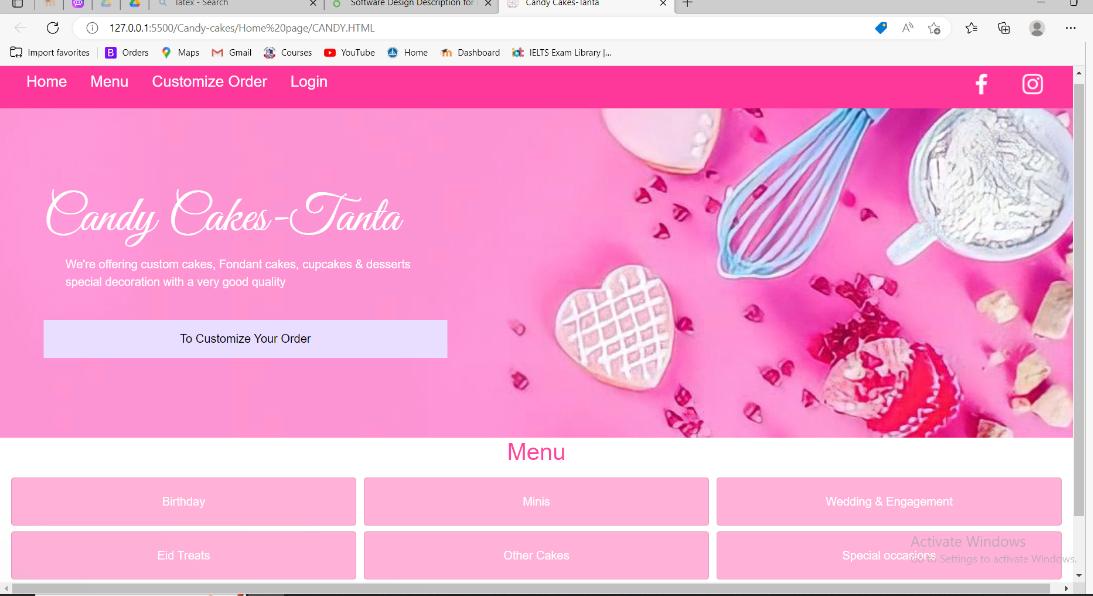 Tatex - Search
Software Design Description for
Candy Cakes-Tanta
127.0.0.1:5500/Candy-cakes/Home%20page/CANDY.HTML
Import favorites
Orders
Maps
Gmail
Courses
YouTube
Home
Dashboard
IELTS Exam Library |...
Home Menu Customize Order Login
Candy Cakes-Tanta
We're offering custom cakes, Fondant cakes, cupcakes & desserts
special decoration with a very good quality
To Customize Your Order
Menu
Birthday
Minis
Wedding & Engagement
Eid Treats
Other Cakes
Special occasions
Activate Windows
Go to Settings to activate Windows.